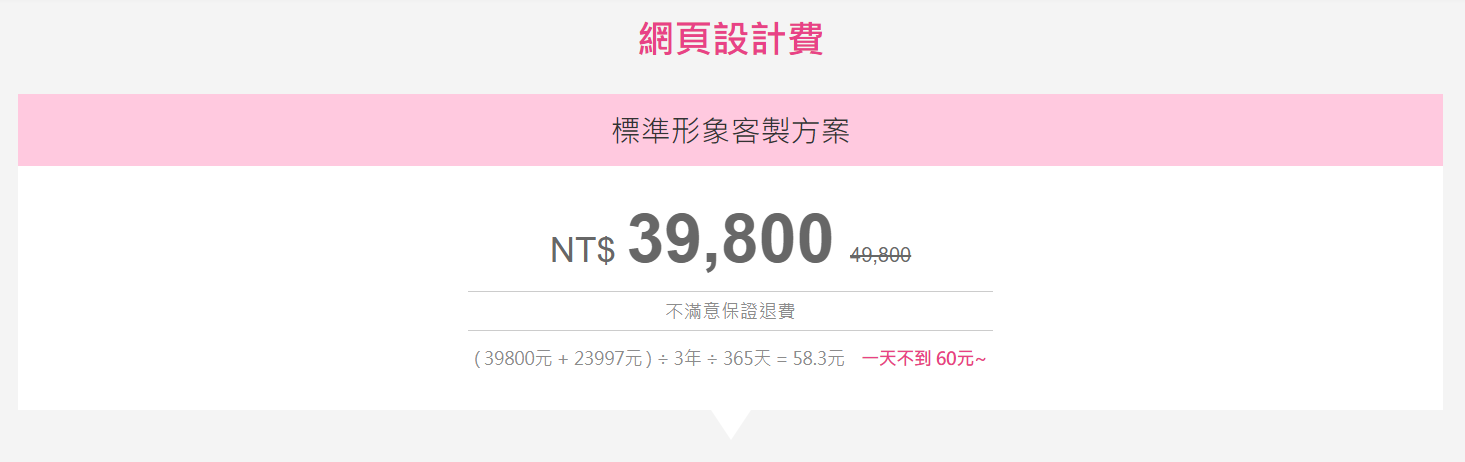 網頁設計費
標準形象客製方案
NT$ 39,800 49,800
不滿意保證退費
( 39800元 + 23997元 ) ÷ 3年 ÷ 365天 = 58.3元 一天不到 60元~